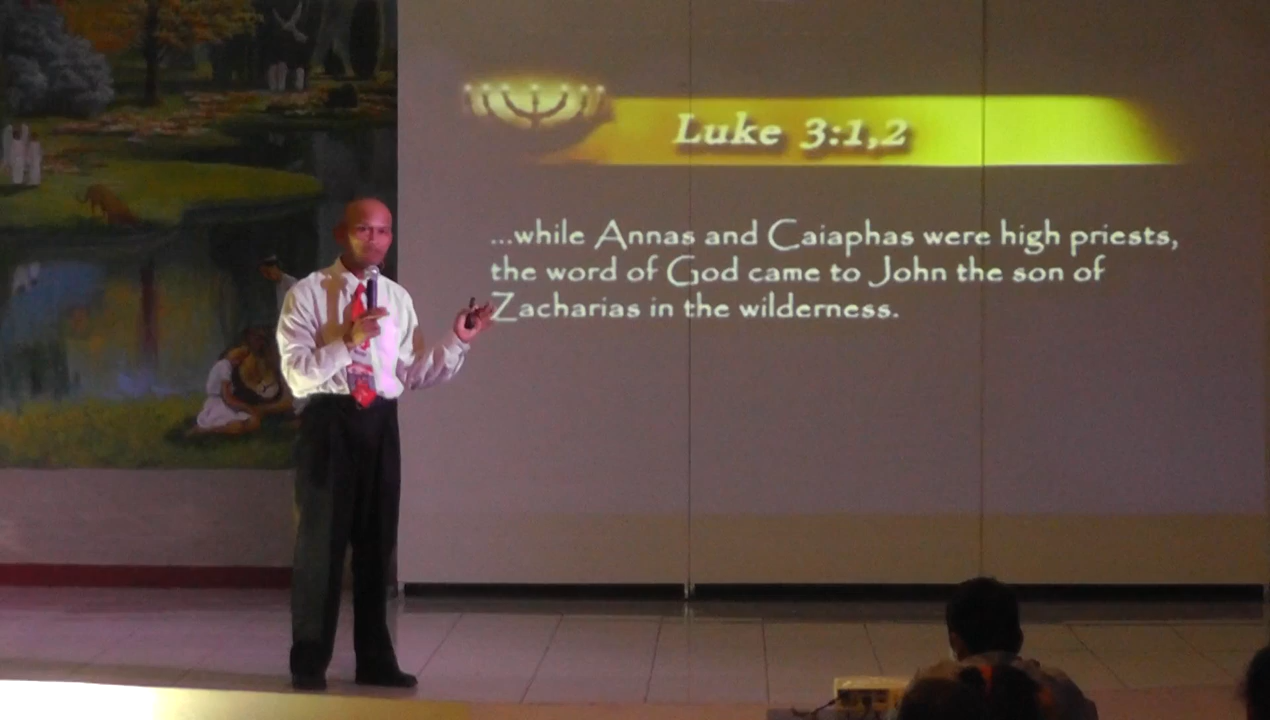 Luke 3:1,2
...while Annas and Caiaphas were high priests,
the word of God came to John the son of
Zacharias in the wilderness.